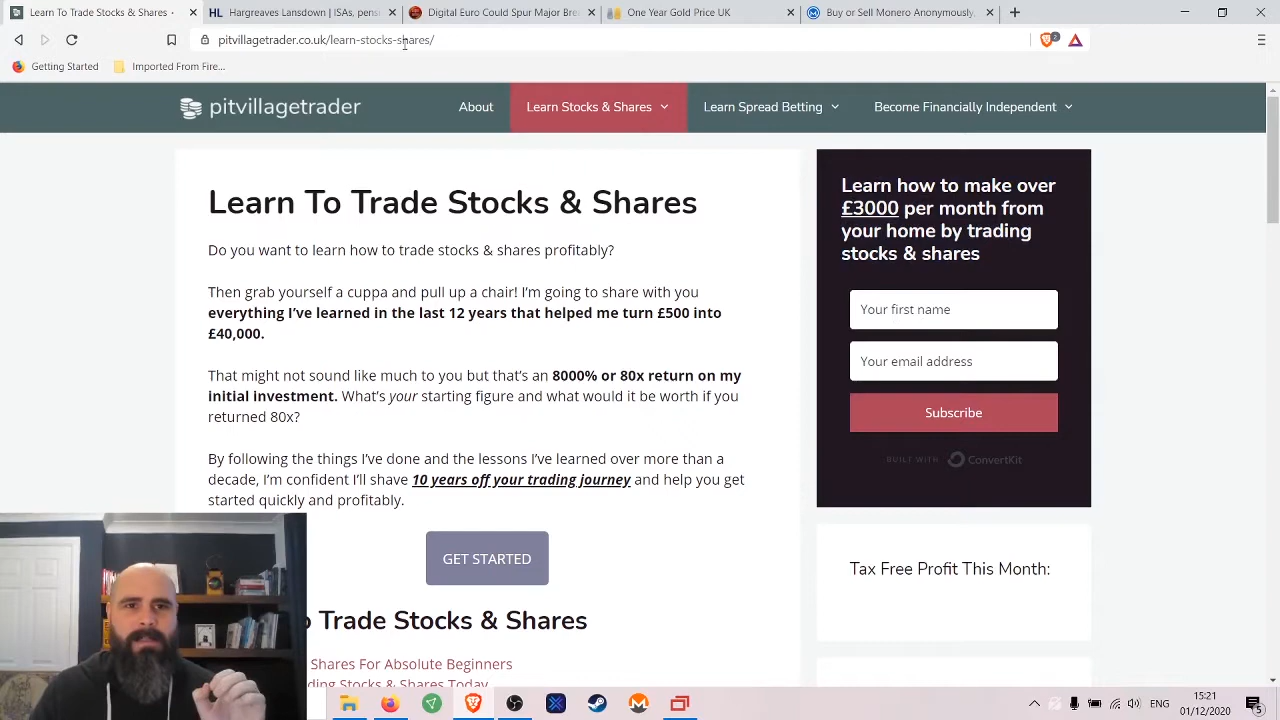 Learn To Trade Stocks & Shares -
Hargreaves Lansdown | ISAs, pens
Digital Euro Could Spur Major Bre
One Year Gold Price UK
Buy or Sell Monero Anonymously,
pitvillagetrader.co.uk/learn-stocks-shares/
2
Getting Started
Imported From Fire...
pitvillagetrader
About
Learn Stocks & Shares
Learn Spread Betting
Become Financially Independent
Learn To Trade Stocks & Shares
Do you want to learn how to trade stocks & shares profitably?
Then grab yourself a cuppa and pull up a chair! I'm going to share with you
everything I've learned in the last 12 years that helped me turn £500 into
£40,000.
That might not sound like much to you but that's an 8000% or 80x return on my
initial investment. What's your starting figure and what would it be worth if you
returned 80x?
By following the things I've done and the lessons I've learned over more than a
decade, I'm confident I'll shave 10 years off your trading journey and help you get
started quickly and profitably.
GET STARTED
o Trade Stocks & Shares
Shares For Absolute Beginners
ding Stocks & Shares Today
Learn how to make over
£3000 per month from
your home by trading
stocks & shares
Your first name
Your email address
Subscribe
BUILT WITH ConvertKit
Tax Free Profit This Month:
ENG
15:21
01/12/2020
5